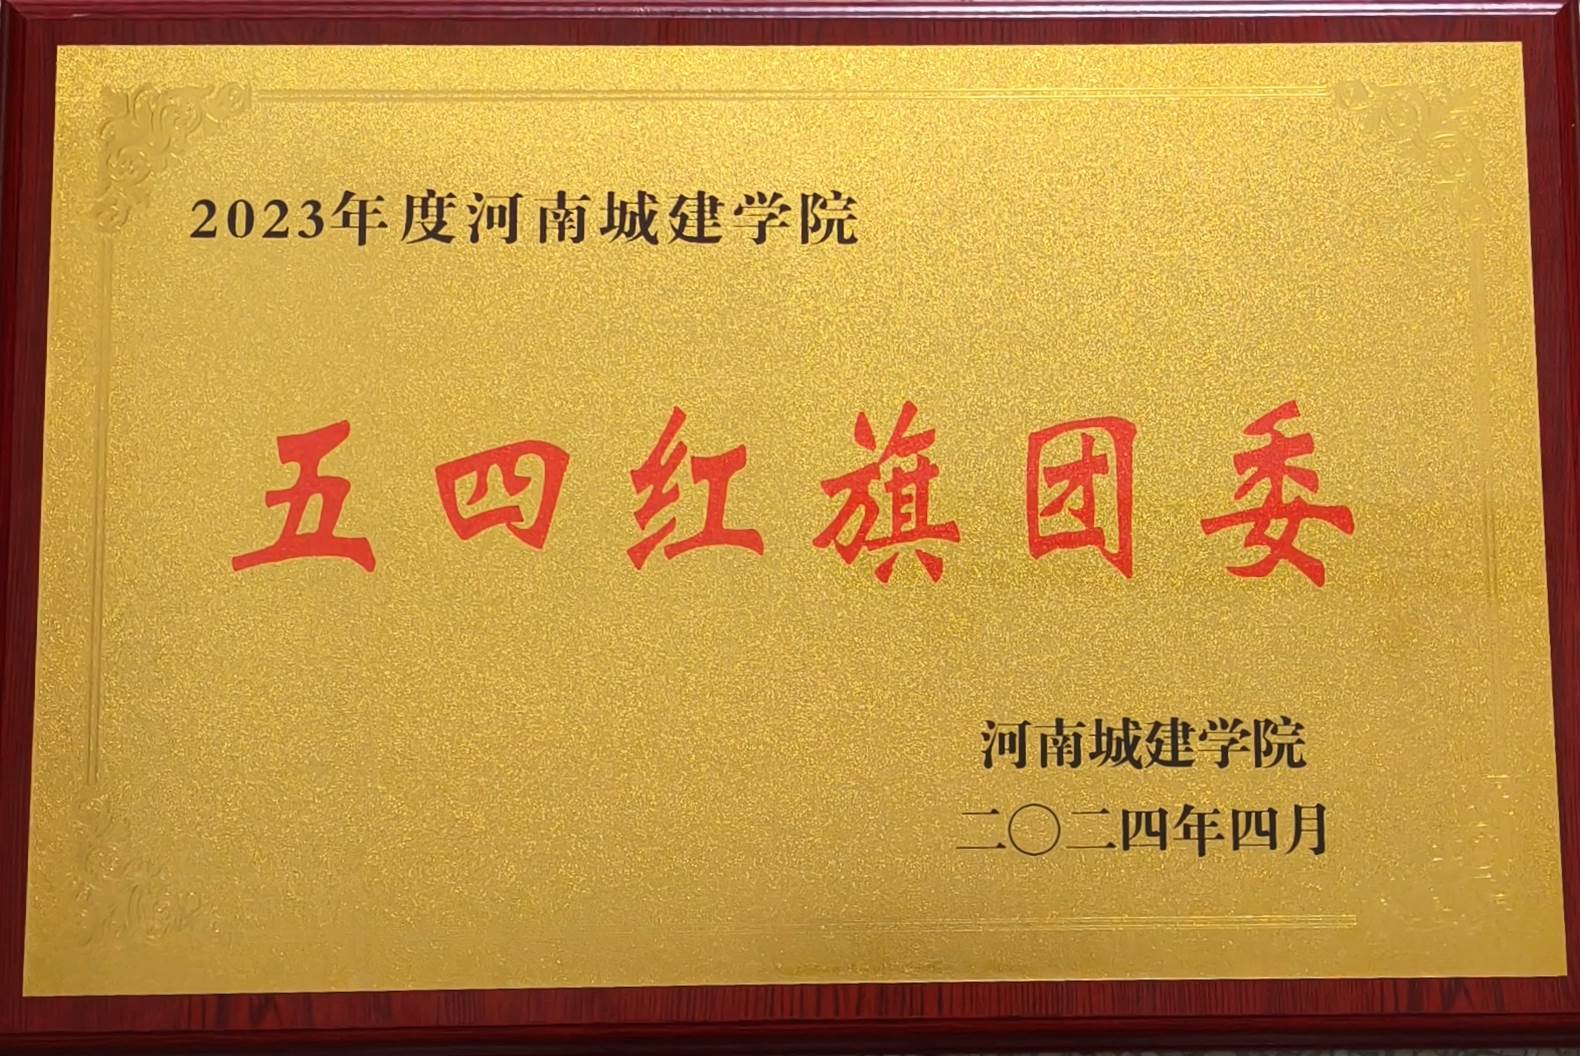 2023年度河南城建学院
五四红旗团委
河南城建学院
二〇二四年四月